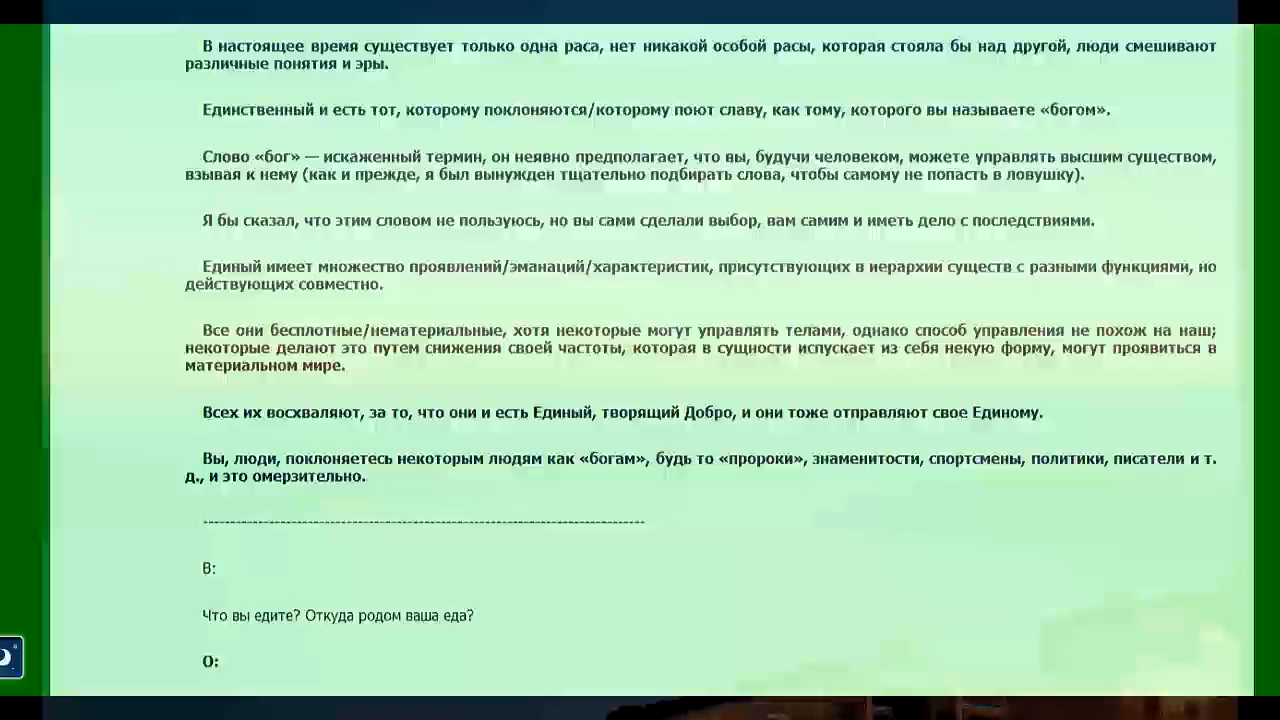 В настоящее время существует только одна раса, нет никакой особой расы, которая стояла бы над другой, люди смешивают
различные понятия и эры.
Единственный и есть тот, которому поклоняются/которому поют славу, как тому, которого вы называете «богом».
Слово «бог» — искаженный термин, он неявно предполагает, что вы, будучи человеком, можете управлять высшим существом,
взывая к нему (как и прежде, я был вынужден тщательно подбирать слова, чтобы самому не попасть в ловушку).
Я бы сказал, что этим словом не пользуюсь, но вы сами сделали выбор, вам самим и иметь дело с последствиями.
Единый имеет множество проявлений/эманаций/характеристик, присутствующих в иерархии существ с разными функциями, но
действующих совместно.
Все они бесплотные/нематериальные, хотя некоторые могут управлять телами, однако способ управления не похож на наш;
некоторые делают это путем снижения своей частоты, которая в сущности испускает из себя некую форму, могут проявиться в
материальном мире.
Всех их восхваляют, за то, что они и есть Единый, творящий Добро, и они тоже отправляют свое Единому.
Вы, люди, поклоняетесь некоторым людям как «богам», будь то «пророки», знаменитости, спортсмены, политики, писатели и т.
д., и это омерзительно.
--------------------------------------------------------------------------------
В:
Что вы едите? Откуда родом ваша еда?
О: